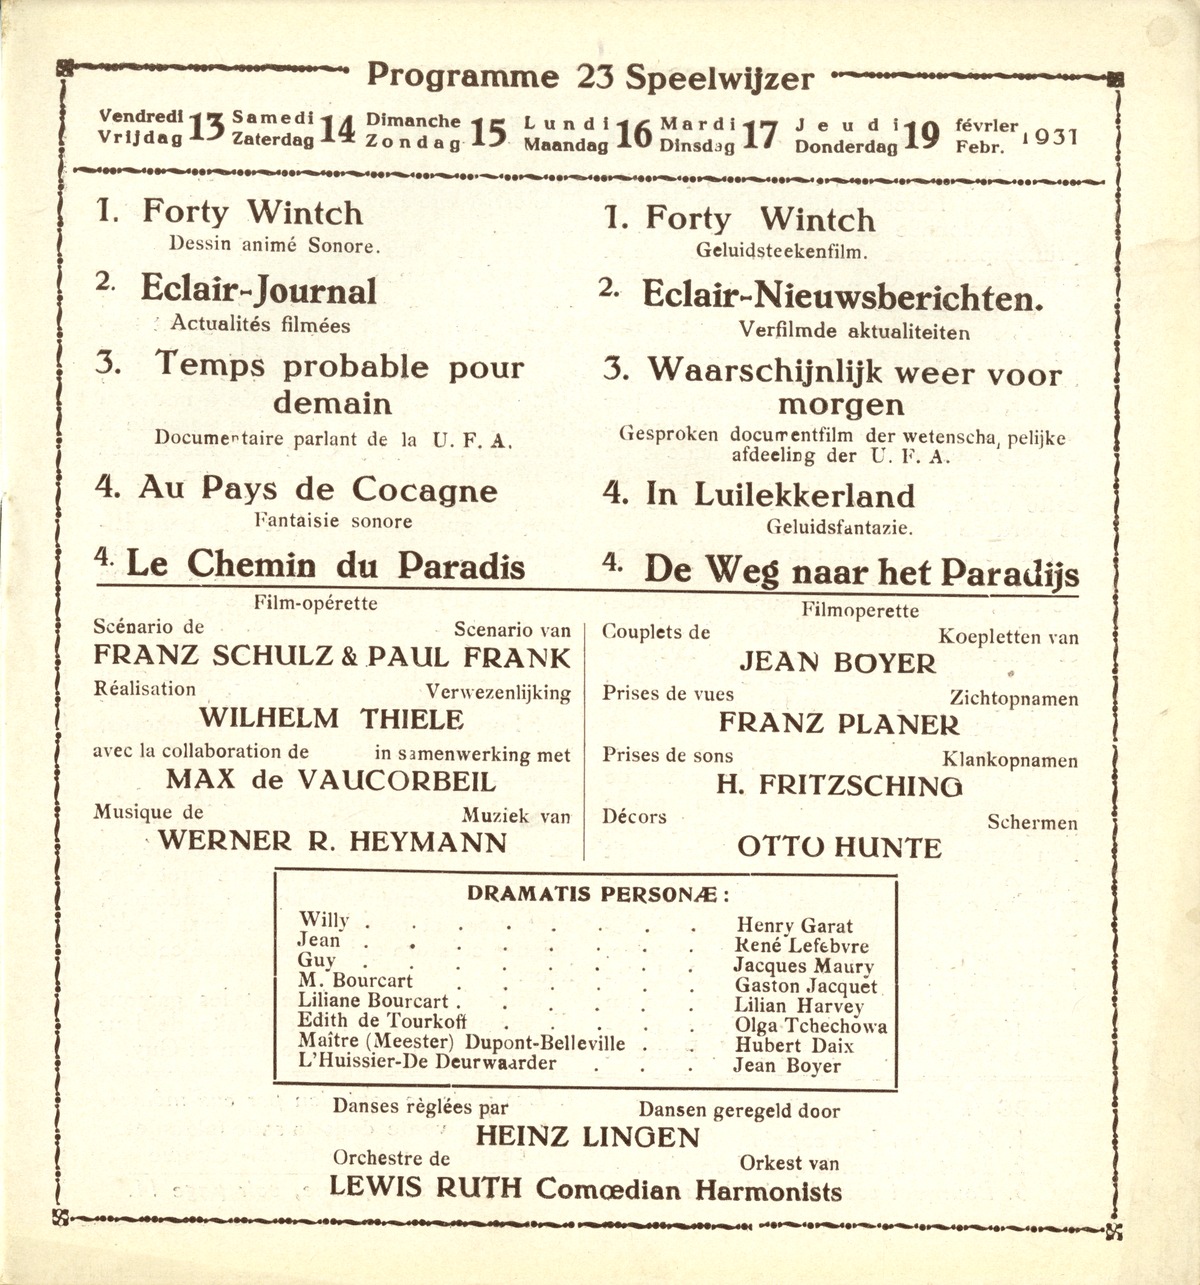 Programme 23 Speelwijzer
Vendredi 13 Samedi 14 Dimanche 15 Lundi 16 Mardi 17 Jeudi 19 février 1931
Vrijdag Zaterdag Zondag Maandag Dinsdag Donderdag Febr.
1. Forty Wintch
Dessin animé Sonore.
2. Eclair-Journal
Actualités filmées
3. Temps probable pour
demain
Documentaire parlant de la U. F. A.
4. Au Pays de Cocagne
Fantaisie sonore
4. Le Chemin du Paradis
1. Forty Wintch
Geluidsteekenfilm.
2. Eclair-Nieuwsberichten.
Verfilmde aktualiteiten
3. Waarschijnlijk weer voor
morgen
Gesproken documentfilm der wetenscha, pelijke
afdeeling der U. F. A.
4. In Luilekkerland
Geluidsfantazie.
4. De Weg naar het Paradijs
Film-opérette
Scénario de Scenario van
FRANZ SCHULZ & PAUL FRANK
Réalisation Verwezenlijking
WILHELM THIELE
avec la collaboration de in samenwerking met
MAX de VAUCORBEIL
Musique de Muziek van
WERNER R. HEYMANN
Filmoperette
Couplets de Koepletten van
JEAN BOYER
Prises de vues Zichtopnamen
FRANZ PLANER
Prises de sons Klankopnamen
H. FRITZSCHING
Décors Schermen
OTTO HUNTE
DRAMATIS PERSONÆ :
Willy . . . . . . . . Henry Garat
Jean . . . . . . . . René Lefebvre
Guy . . . . . . . . Jacques Maury
M. Bourcart . . . . . . Gaston Jacquet
Liliane Bourcart . . . . . . Lilian Harvey
Edith de Tourkoff . . . . . Olga Tchechowa
Maître (Meester) Dupont-Belleville . . Hubert Daix
L'Huissier-De Deurwaarder . . . Jean Boyer
Danses règlées par Dansen geregeld door
HEINZ LINGEN
Orchestre de Orkest van
LEWIS RUTH Comœdian Harmonists